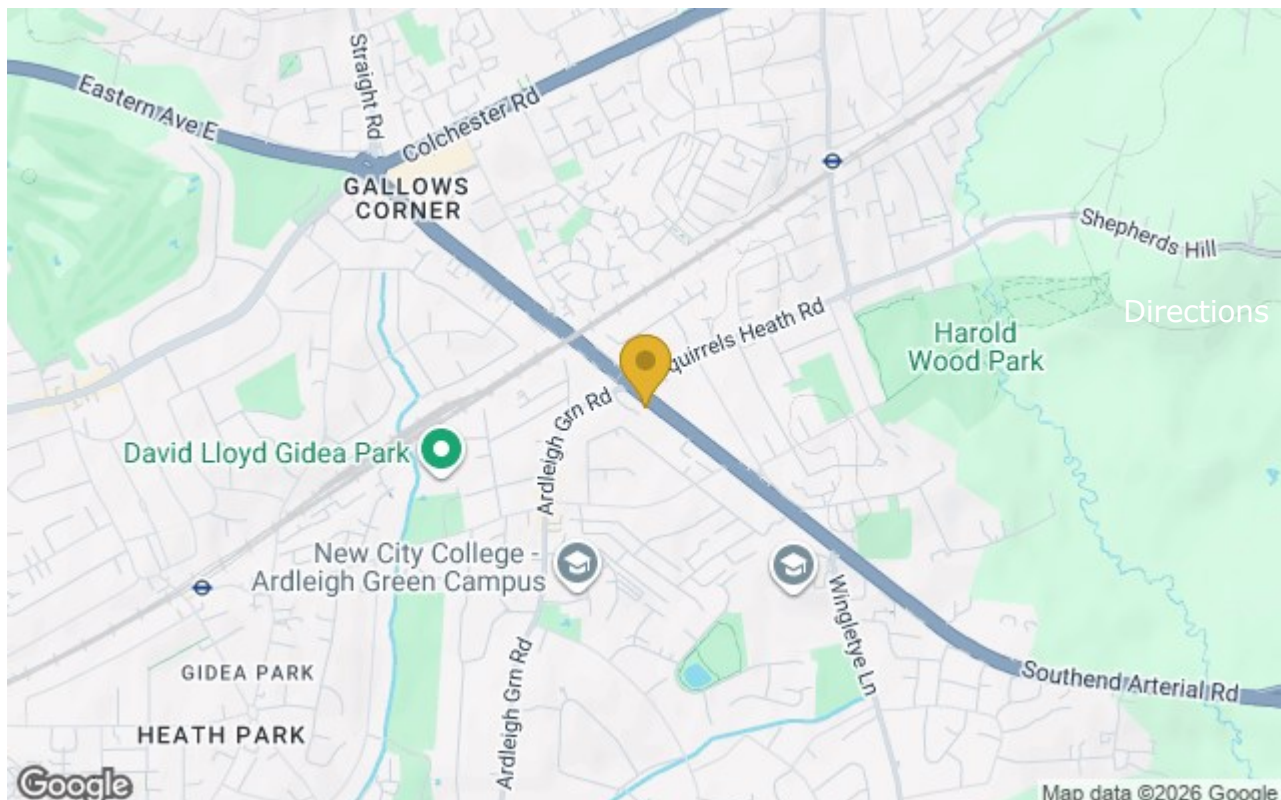 Straight Rd
Eastern Ave E
Colchester Rd
GALLOWS
CORNER
Shepherds Hill
Directions
Squirrels Heath Rd
Harold
Wood Park
Ardleigh Grn Rd
David Lloyd Gidea Park
New City College -
Ardleigh Green Campus
Wingletye Ln
Ardleigh Grn Rd
GIDEA PARK
Southend Arterial Rd
HEATH PARK
Google
Map data ©2026 Google